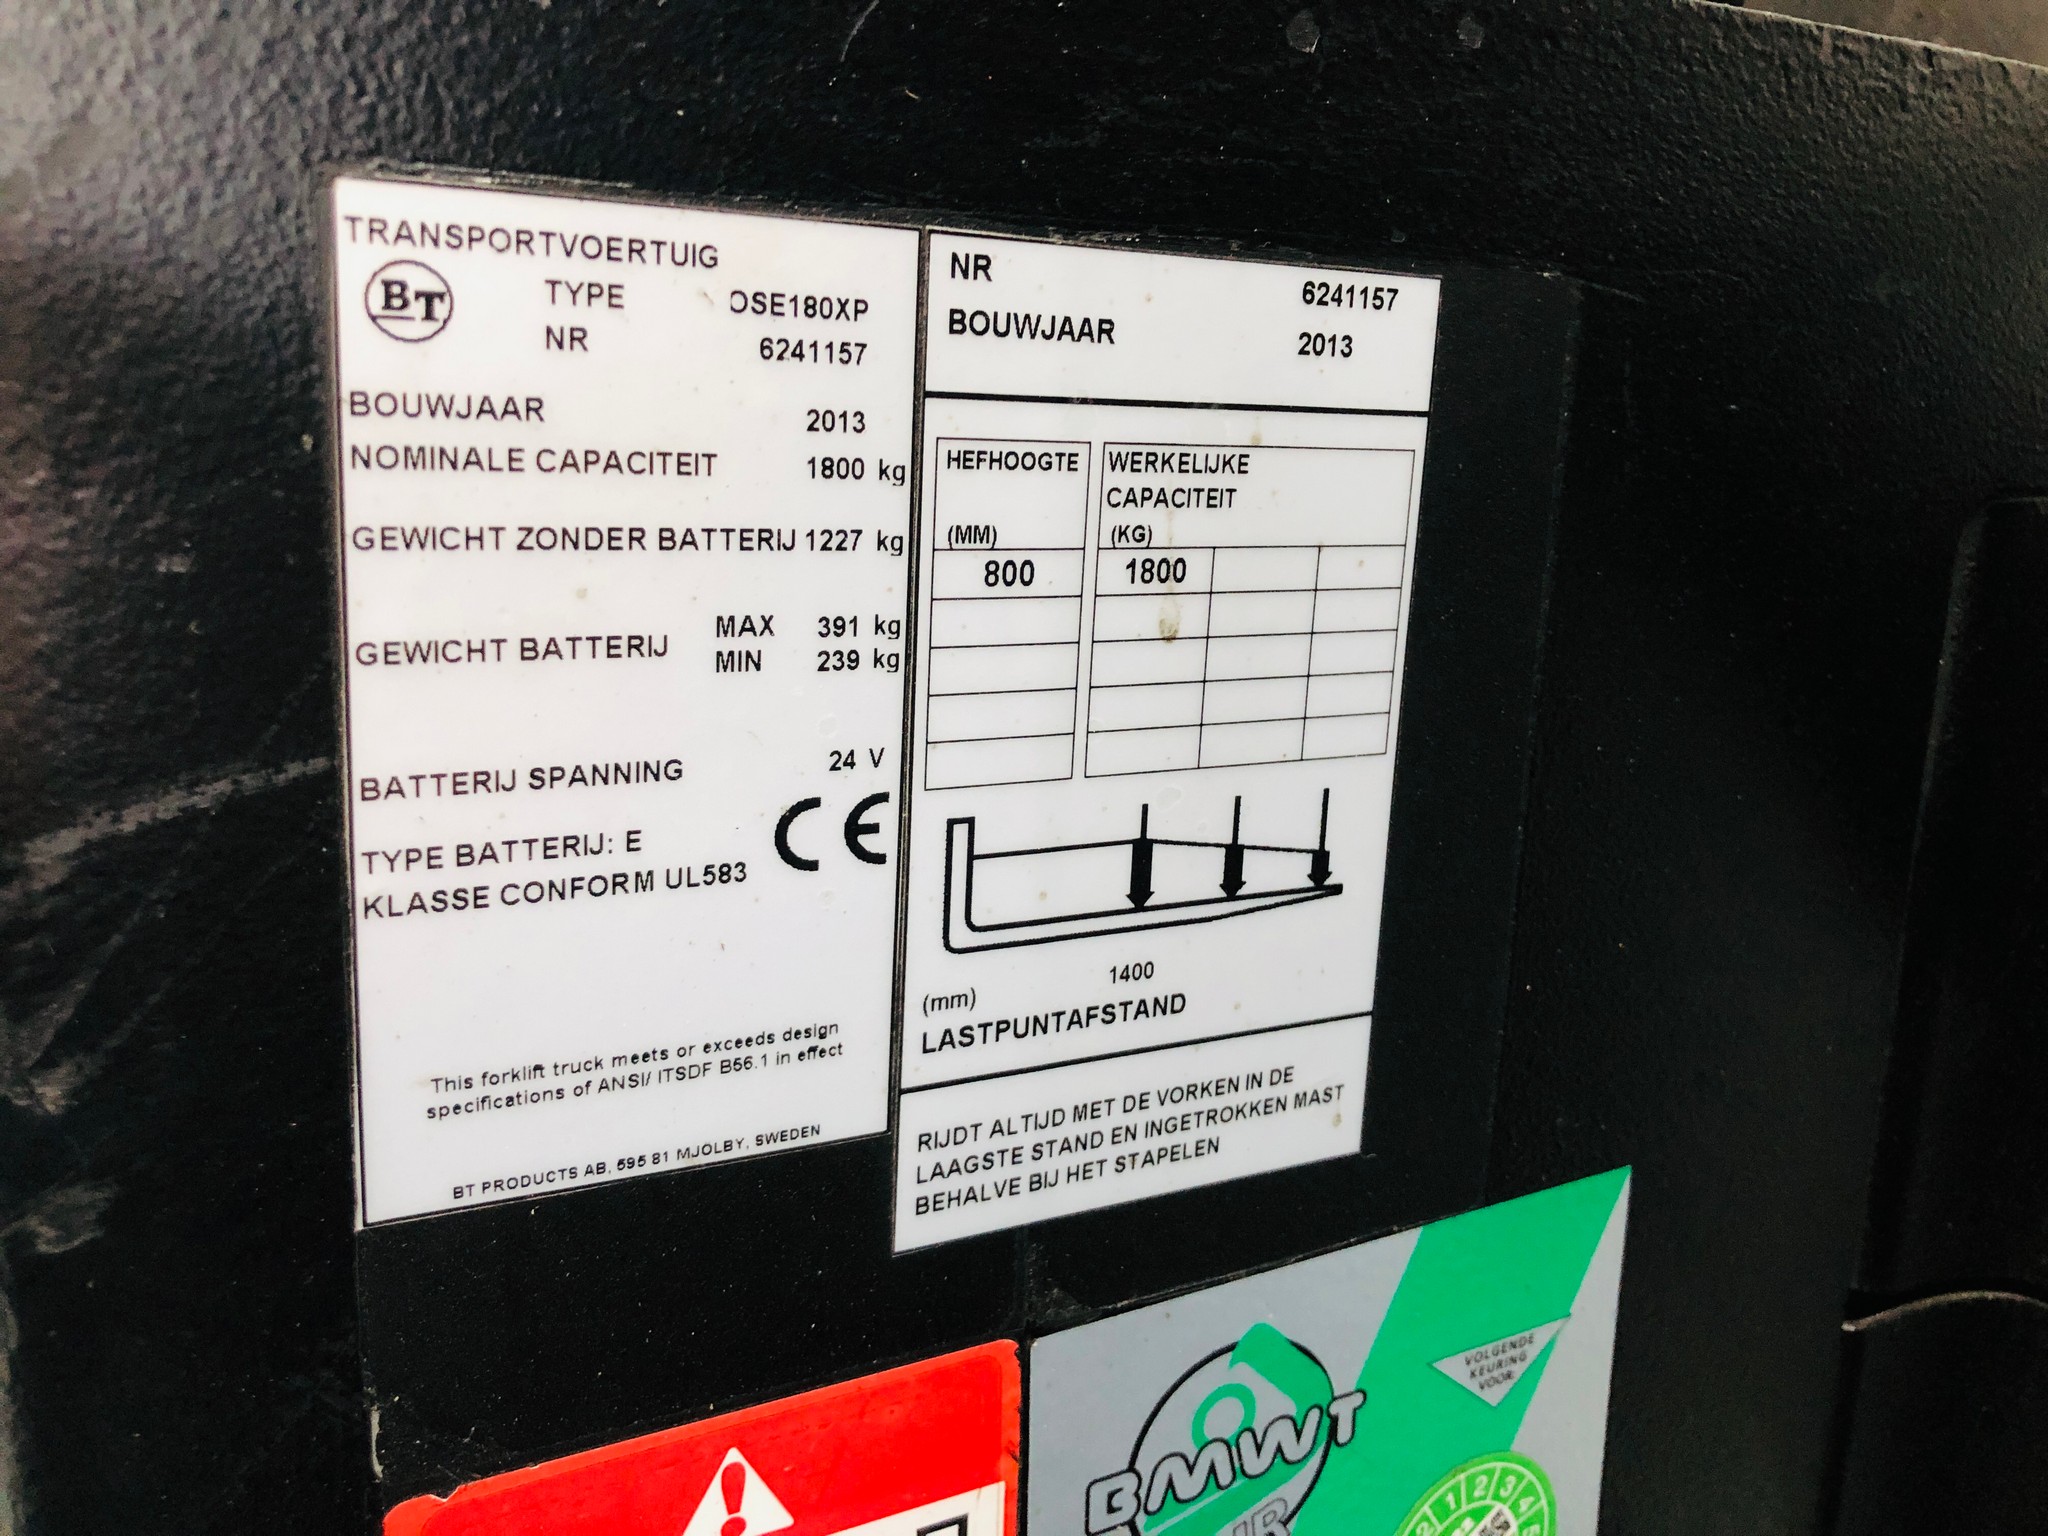 TRANSPORTVOERTUIG
BT
TYPE OSE180XP
NR 6241157
BOUWJAAR 2013
NOMINALE CAPACITEIT 1800 kg
GEWICHT ZONDER BATTERIJ 1227 kg
GEWICHT BATTERIJ MAX 391 kg
MIN 239 kg
BATTERIJ SPANNING 24 V
TYPE BATTERIJ: E
KLASSE CONFORM UL583
CE
This forklift truck meets or exceeds design
specifications of ANSI/ ITSDF B56.1 in effect
BT PRODUCTS AB, 595 81 MJOLBY, SWEDEN
NR 6241157
BOUWJAAR 2013
HEFHOOGTE
(MM)
WERKELIJKE
CAPACITEIT
(KG)
800 1800
1400
(mm)
LASTPUNTAFSTAND
RIJDT ALTIJD MET DE VORKEN IN DE
LAAGSTE STAND EN INGETROKKEN MAST
BEHALVE BIJ HET STAPELEN
VOLGENDE
KEURING
VOOR:
BMWT
1 2 3 4